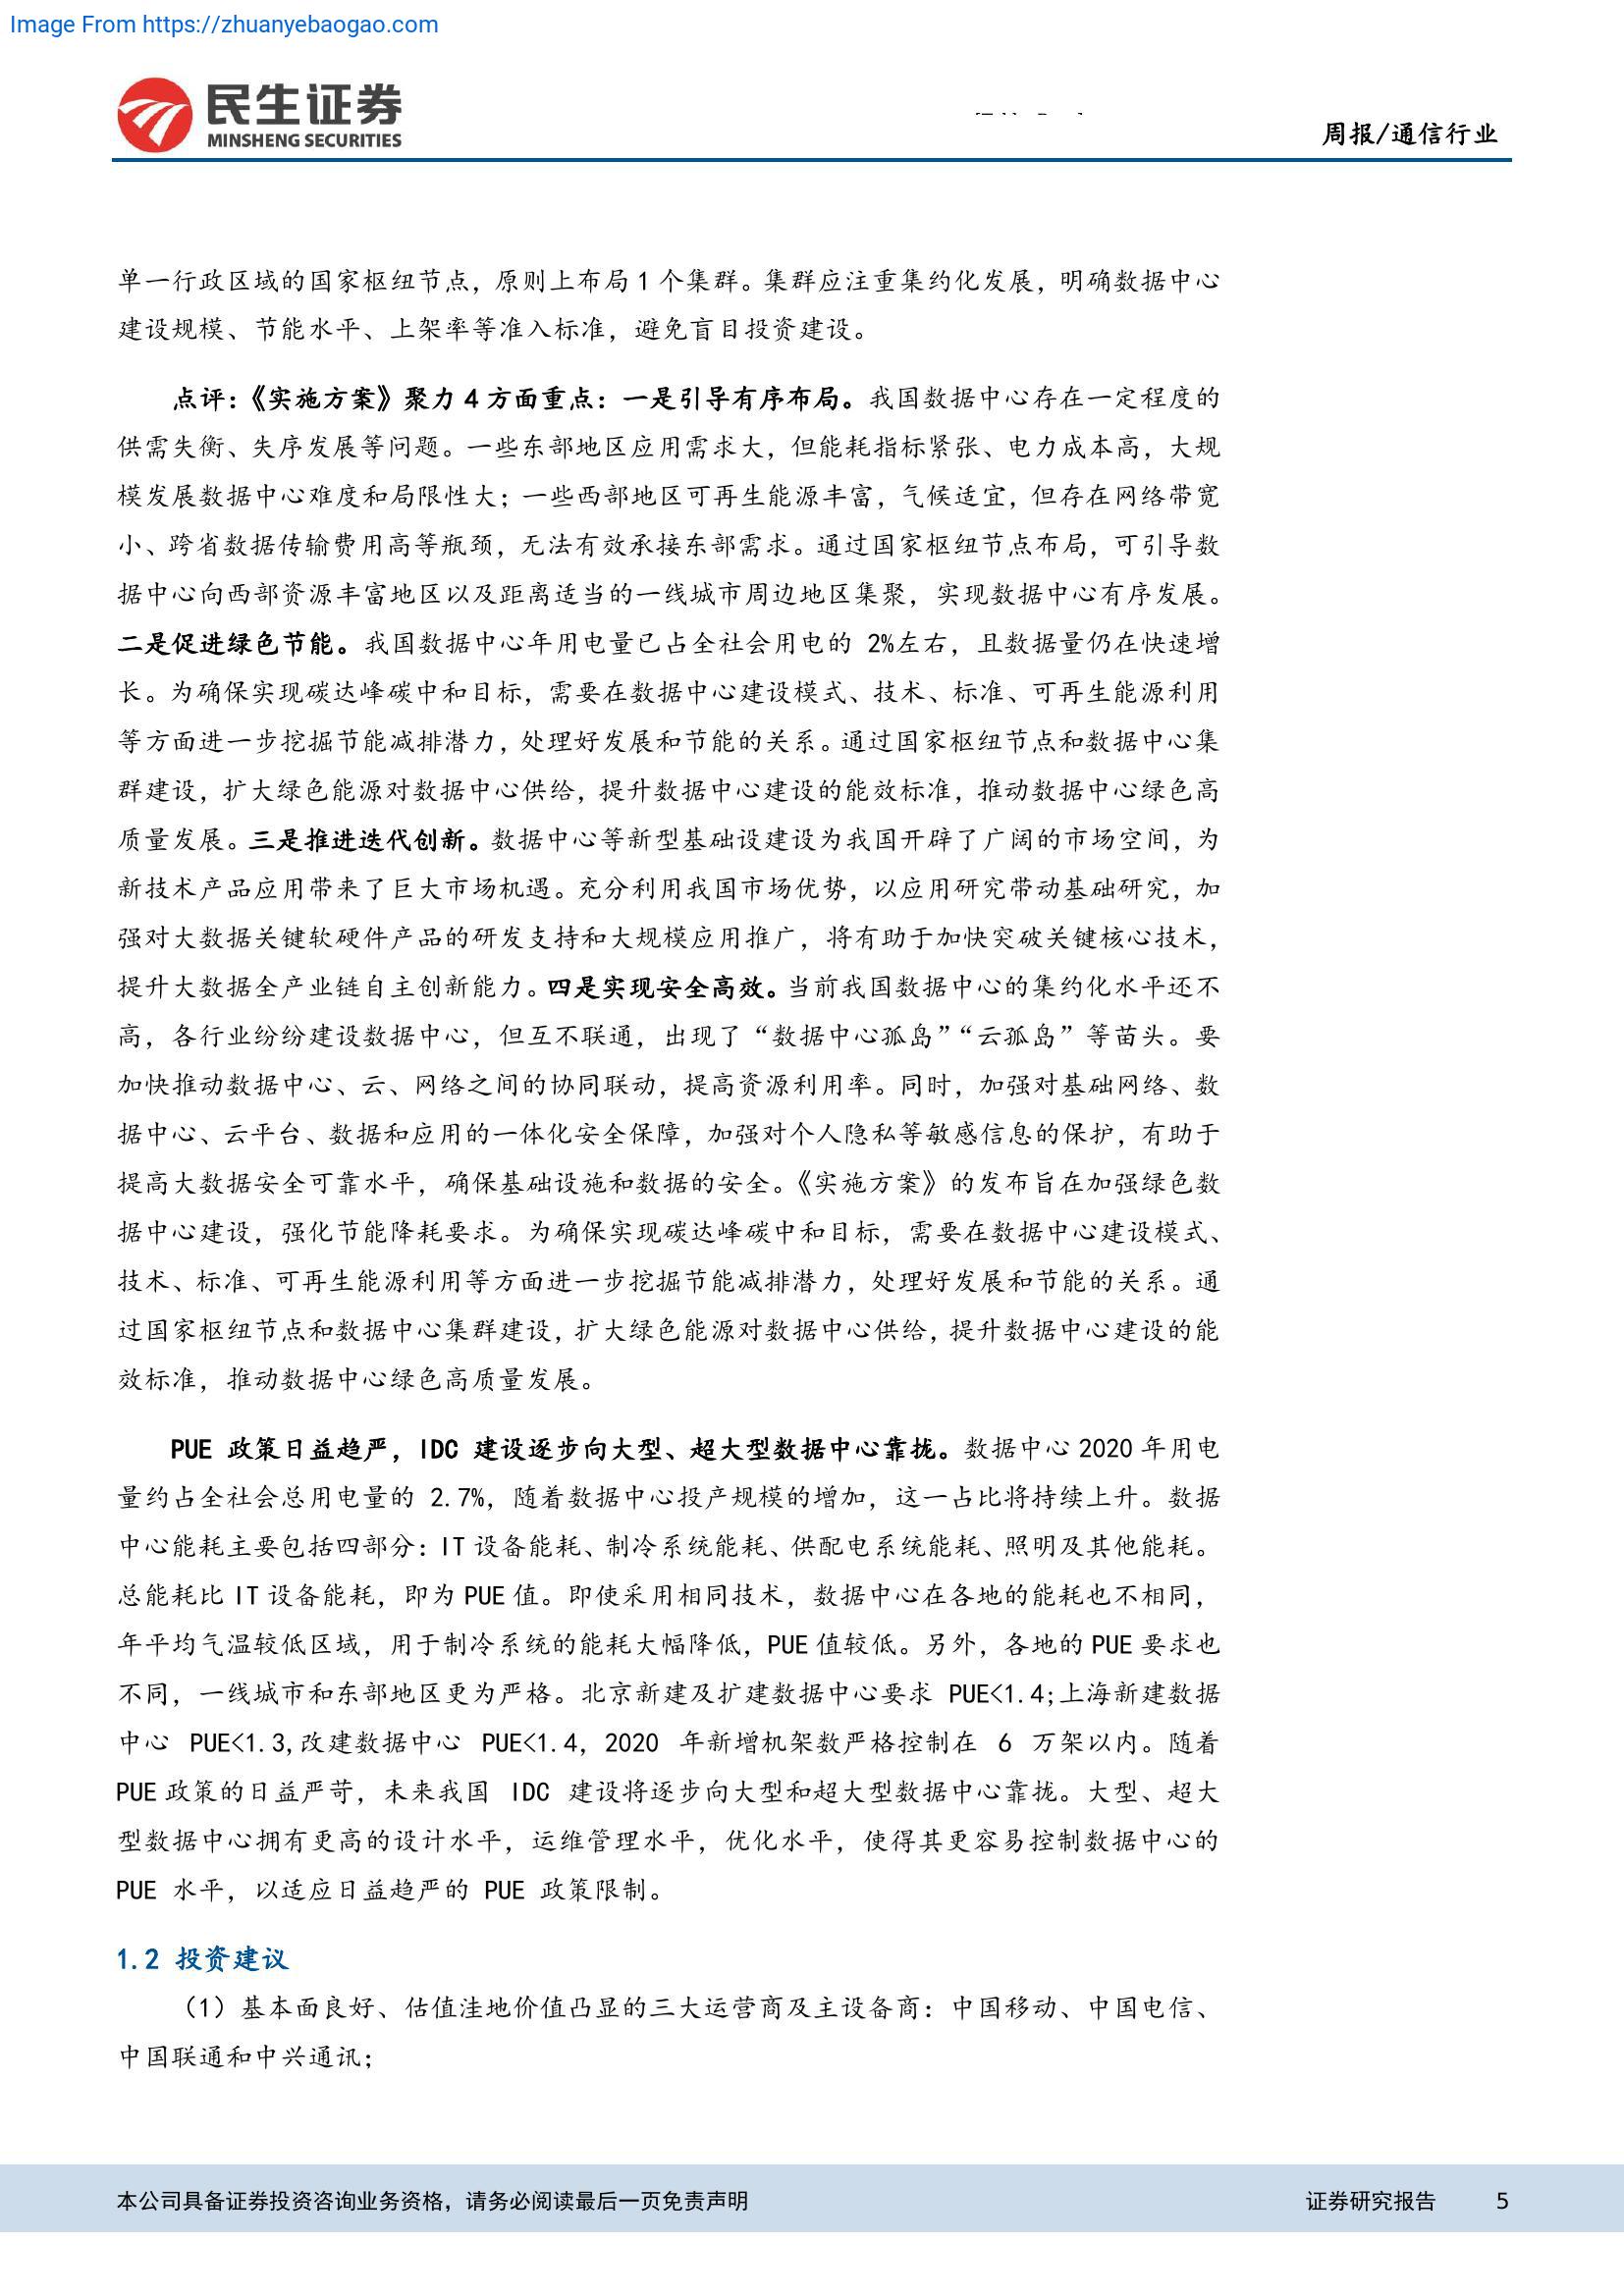 Image From https://zhuanyebaogao.com
民生证券
MINSHENG SECURITIES
周报/通信行业
单一行政区域的国家枢纽节点，原则上布局1个集群。集群应注重集约化发展，明确数据中心
建设规模、节能水平、上架率等准入标准，避免盲目投资建设。
点评：《实施方案》聚力4方面重点：一是引导有序布局。我国数据中心存在一定程度的
供需失衡、失序发展等问题。一些东部地区应用需求大，但能耗指标紧张、电力成本高，大规
模发展数据中心难度和局限性大；一些西部地区可再生能源丰富，气候适宜，但存在网络带宽
小、跨省数据传输费用高等瓶颈，无法有效承接东部需求。通过国家枢纽节点布局，可引导数
据中心向西部资源丰富地区以及距离适当的一线城市周边地区集聚，实现数据中心有序发展。
二是促进绿色节能。我国数据中心年用电量已占全社会用电的 2%左右，且数据量仍在快速增
长。为确保实现碳达峰碳中和目标，需要在数据中心建设模式、技术、标准、可再生能源利用
等方面进一步挖掘节能减排潜力，处理好发展和节能的关系。通过国家枢纽节点和数据中心集
群建设，扩大绿色能源对数据中心供给，提升数据中心建设的能效标准，推动数据中心绿色高
质量发展。三是推进迭代创新。数据中心等新型基础设建设为我国开辟了广阔的市场空间，为
新技术产品应用带来了巨大市场机遇。充分利用我国市场优势，以应用研究带动基础研究，加
强对大数据关键软硬件产品的研发支持和大规模应用推广，将有助于加快突破关键核心技术，
提升大数据全产业链自主创新能力。四是实现安全高效。当前我国数据中心的集约化水平还不
高，各行业纷纷建设数据中心，但互不联通，出现了“数据中心孤岛”“云孤岛”等苗头。要
加快推动数据中心、云、网络之间的协同联动，提高资源利用率。同时，加强对基础网络、数
据中心、云平台、数据和应用的一体化安全保障，加强对个人隐私等敏感信息的保护，有助于
提高大数据安全可靠水平，确保基础设施和数据的安全。《实施方案》的发布旨在加强绿色数
据中心建设，强化节能降耗要求。为确保实现碳达峰碳中和目标，需要在数据中心建设模式、
技术、标准、可再生能源利用等方面进一步挖掘节能减排潜力，处理好发展和节能的关系。通
过国家枢纽节点和数据中心集群建设，扩大绿色能源对数据中心供给，提升数据中心建设的能
效标准，推动数据中心绿色高质量发展。
PUE 政策日益趋严，IDC 建设逐步向大型、超大型数据中心靠拢。数据中心2020年用电
量约占全社会总用电量的 2.7%，随着数据中心投产规模的增加，这一占比将持续上升。数据
中心能耗主要包括四部分：IT设备能耗、制冷系统能耗、供配电系统能耗、照明及其他能耗。
总能耗比IT设备能耗，即为PUE值。即使采用相同技术，数据中心在各地的能耗也不相同，
年平均气温较低区域，用于制冷系统的能耗大幅降低，PUE值较低。另外，各地的PUE要求也
不同，一线城市和东部地区更为严格。北京新建及扩建数据中心要求 PUE<1.4;上海新建数据
中心 PUE<1.3,改建数据中心 PUE<1.4, 2020 年新增机架数严格控制在 6 万架以内。随着
PUE政策的日益严苛，未来我国 IDC 建设将逐步向大型和超大型数据中心靠拢。大型、超大
型数据中心拥有更高的设计水平，运维管理水平，优化水平，使得其更容易控制数据中心的
PUE 水平，以适应日益趋严的 PUE 政策限制。
1.2 投资建议
（1）基本面良好、估值洼地价值凸显的三大运营商及主设备商：中国移动、中国电信、
中国联通和中兴通讯；
本公司具备证券投资咨询业务资格，请务必阅读最后一页免责声明 证券研究报告 5